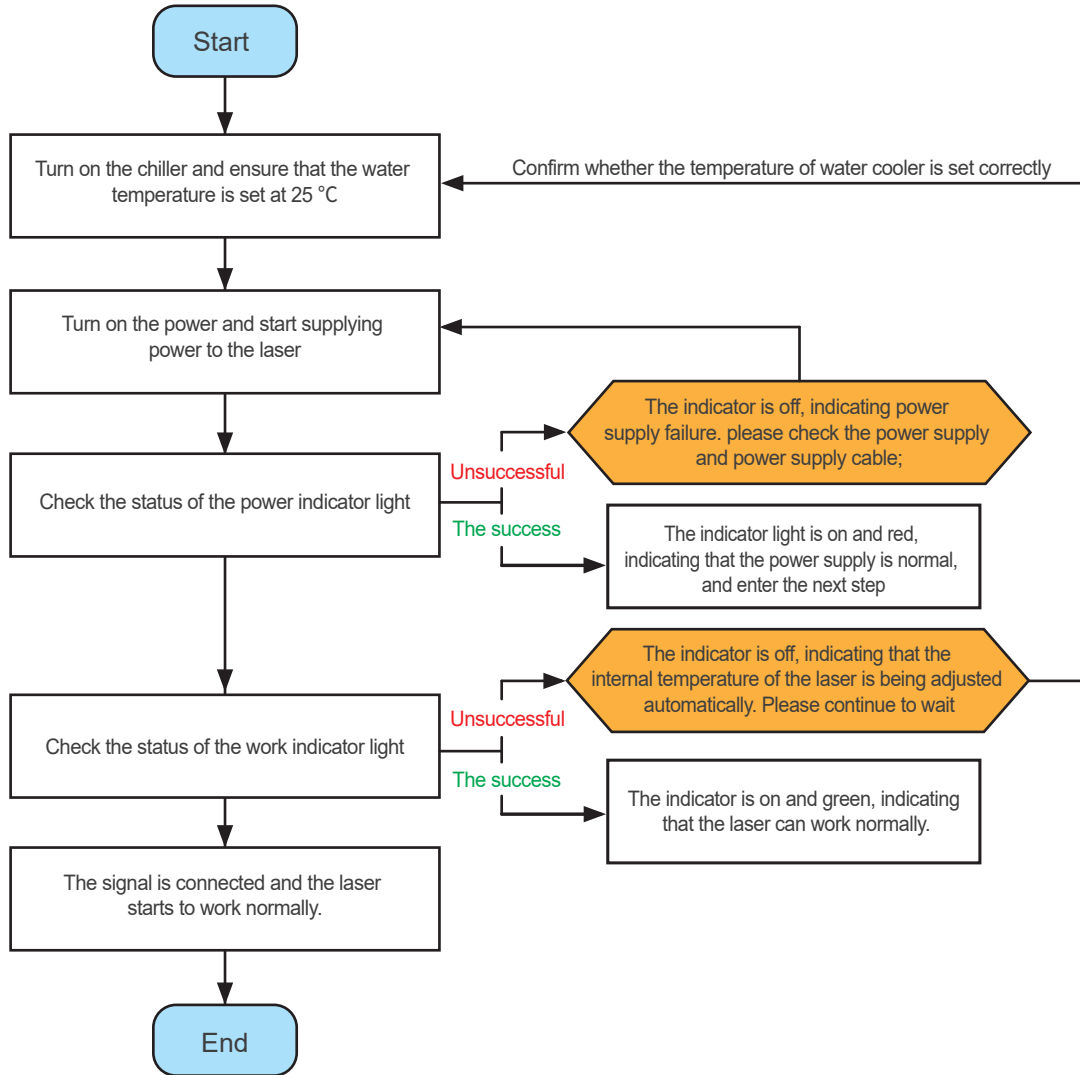 Start
Turn on the chiller and ensure that the water
temperature is set at 25 °C
Confirm whether the temperature of water cooler is set correctly
Turn on the power and start supplying
power to the laser
The indicator is off, indicating power
supply failure. please check the power supply
and power supply cable;
Unsuccessful
Check the status of the power indicator light
The success
The indicator light is on and red,
indicating that the power supply is normal,
and enter the next step
The indicator is off, indicating that the
internal temperature of the laser is being adjusted
automatically. Please continue to wait
Unsuccessful
Check the status of the work indicator light
The success
The indicator is on and green, indicating
that the laser can work normally.
The signal is connected and the laser
starts to work normally.
End